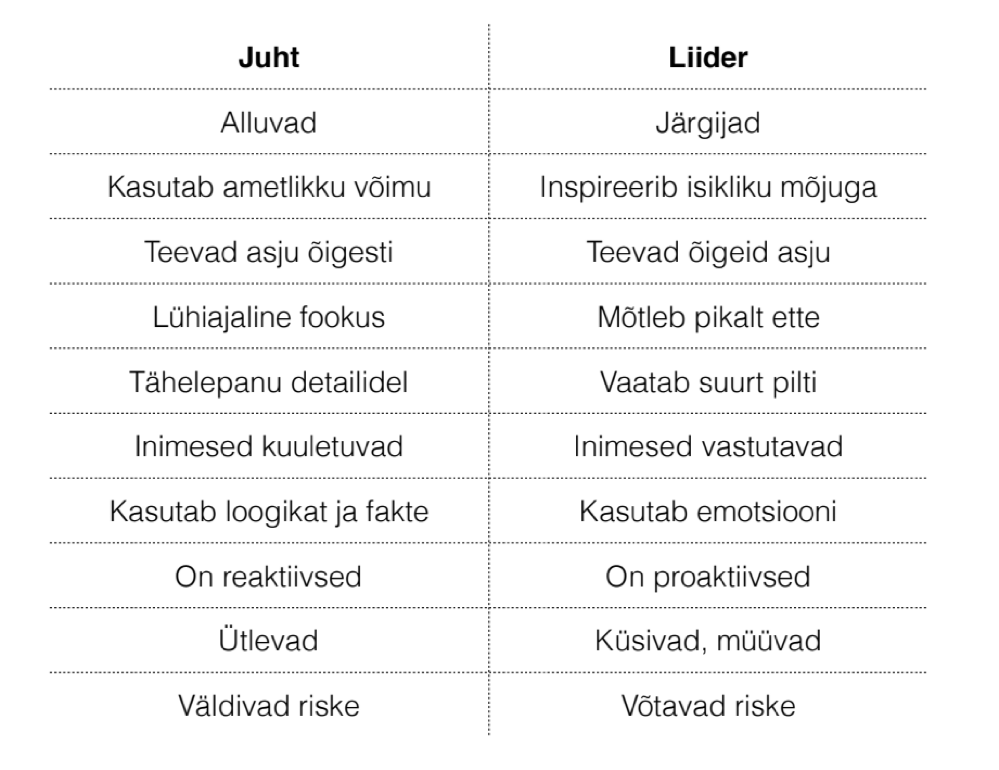 Juht Liider
Alluvad Järgijad
Kasutab ametlikku võimu Inspireerib isikliku mõjuga
Teevad asju õigesti Teevad õigeid asju
Lühiajaline fookus Mõtleb pikalt ette
Tähelepanu detailidel Vaatab suurt pilti
Inimesed kuuletuvad Inimesed vastutavad
Kasutab loogikat ja fakte Kasutab emotsiooni
On reaktiivsed On proaktiivsed
Ütlevad Küsivad, müüvad
Väldivad riske Võtavad riske